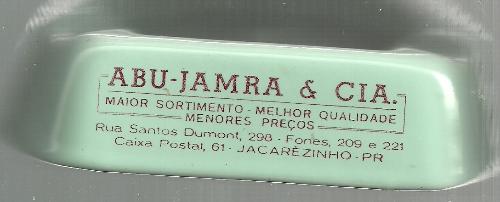 ABU-JAMRA & CIA.
MAIOR SORTIMENTO - MELHOR QUALIDADE
MENORES PREÇOS
Rua Santos Dumont, 298 - Fones, 209 e 221
Caixa Postal, 61 - JACARÈZINHO - PR